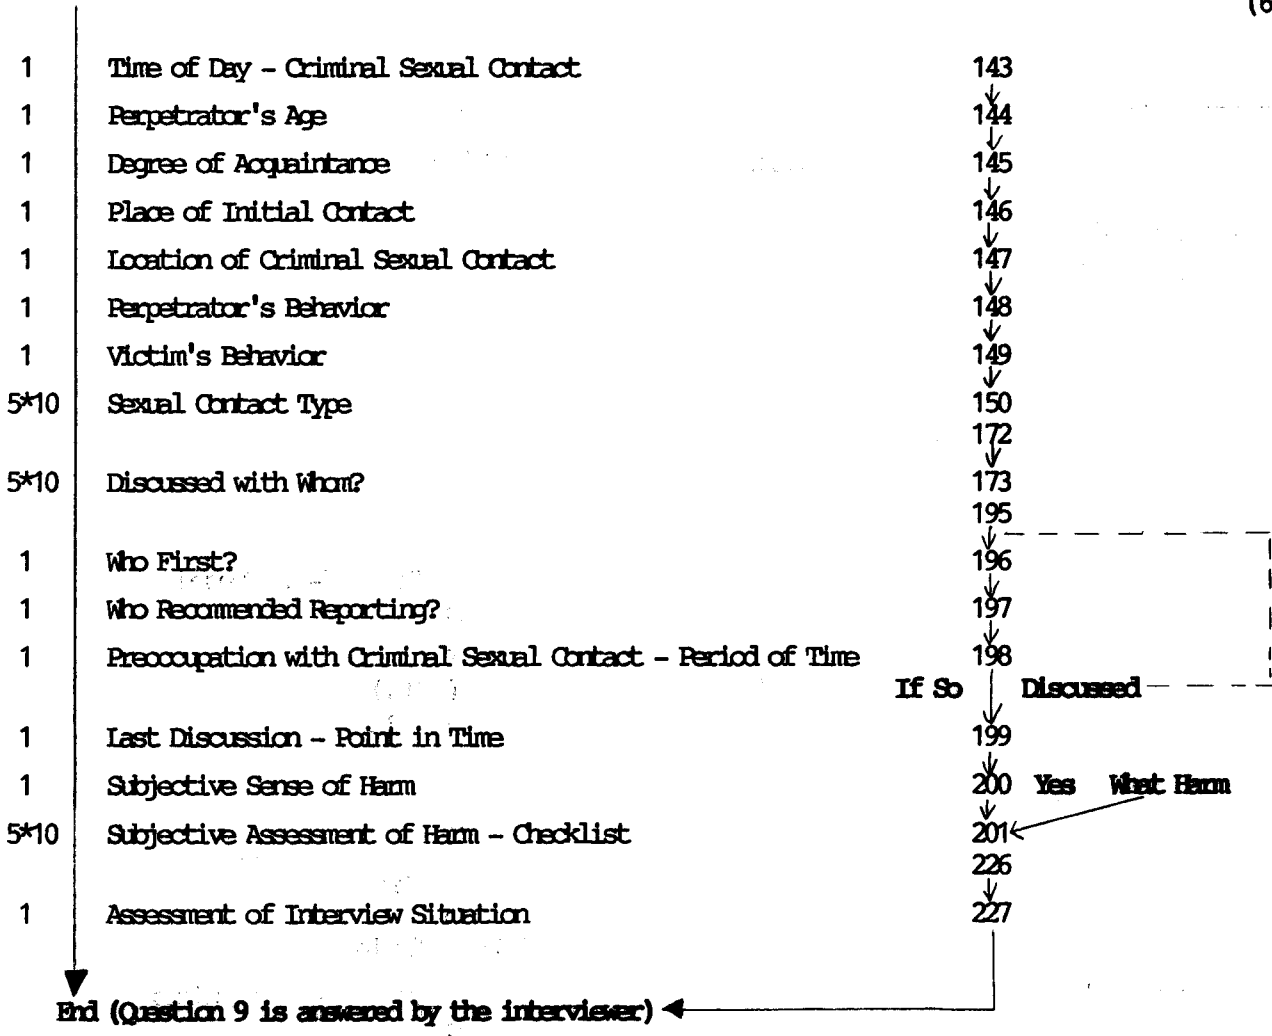 (6
1 Time of Day - Criminal Sexual Contact 143
1 Perpetrator's Age 144
1 Degree of Acquaintance 145
1 Place of Initial Contact 146
1 Location of Criminal Sexual Contact 147
1 Perpetrator's Behavior 148
1 Victim's Behavior 149
5*10 Sexual Contact Type 150
172
5*10 Discussed with Whom? 173
195
1 Who First? 196
1 Who Recommended Reporting? 197
1 Preoccupation with Criminal Sexual Contact - Period of Time 198
If So Discussed
1 Last Discussion - Point in Time 199
1 Subjective Sense of Harm 200 Yes What Harm
5*10 Subjective Assessment of Harm - Checklist 201
226
1 Assessment of Interview Situation 227
End (Question 9 is answered by the interviewer)